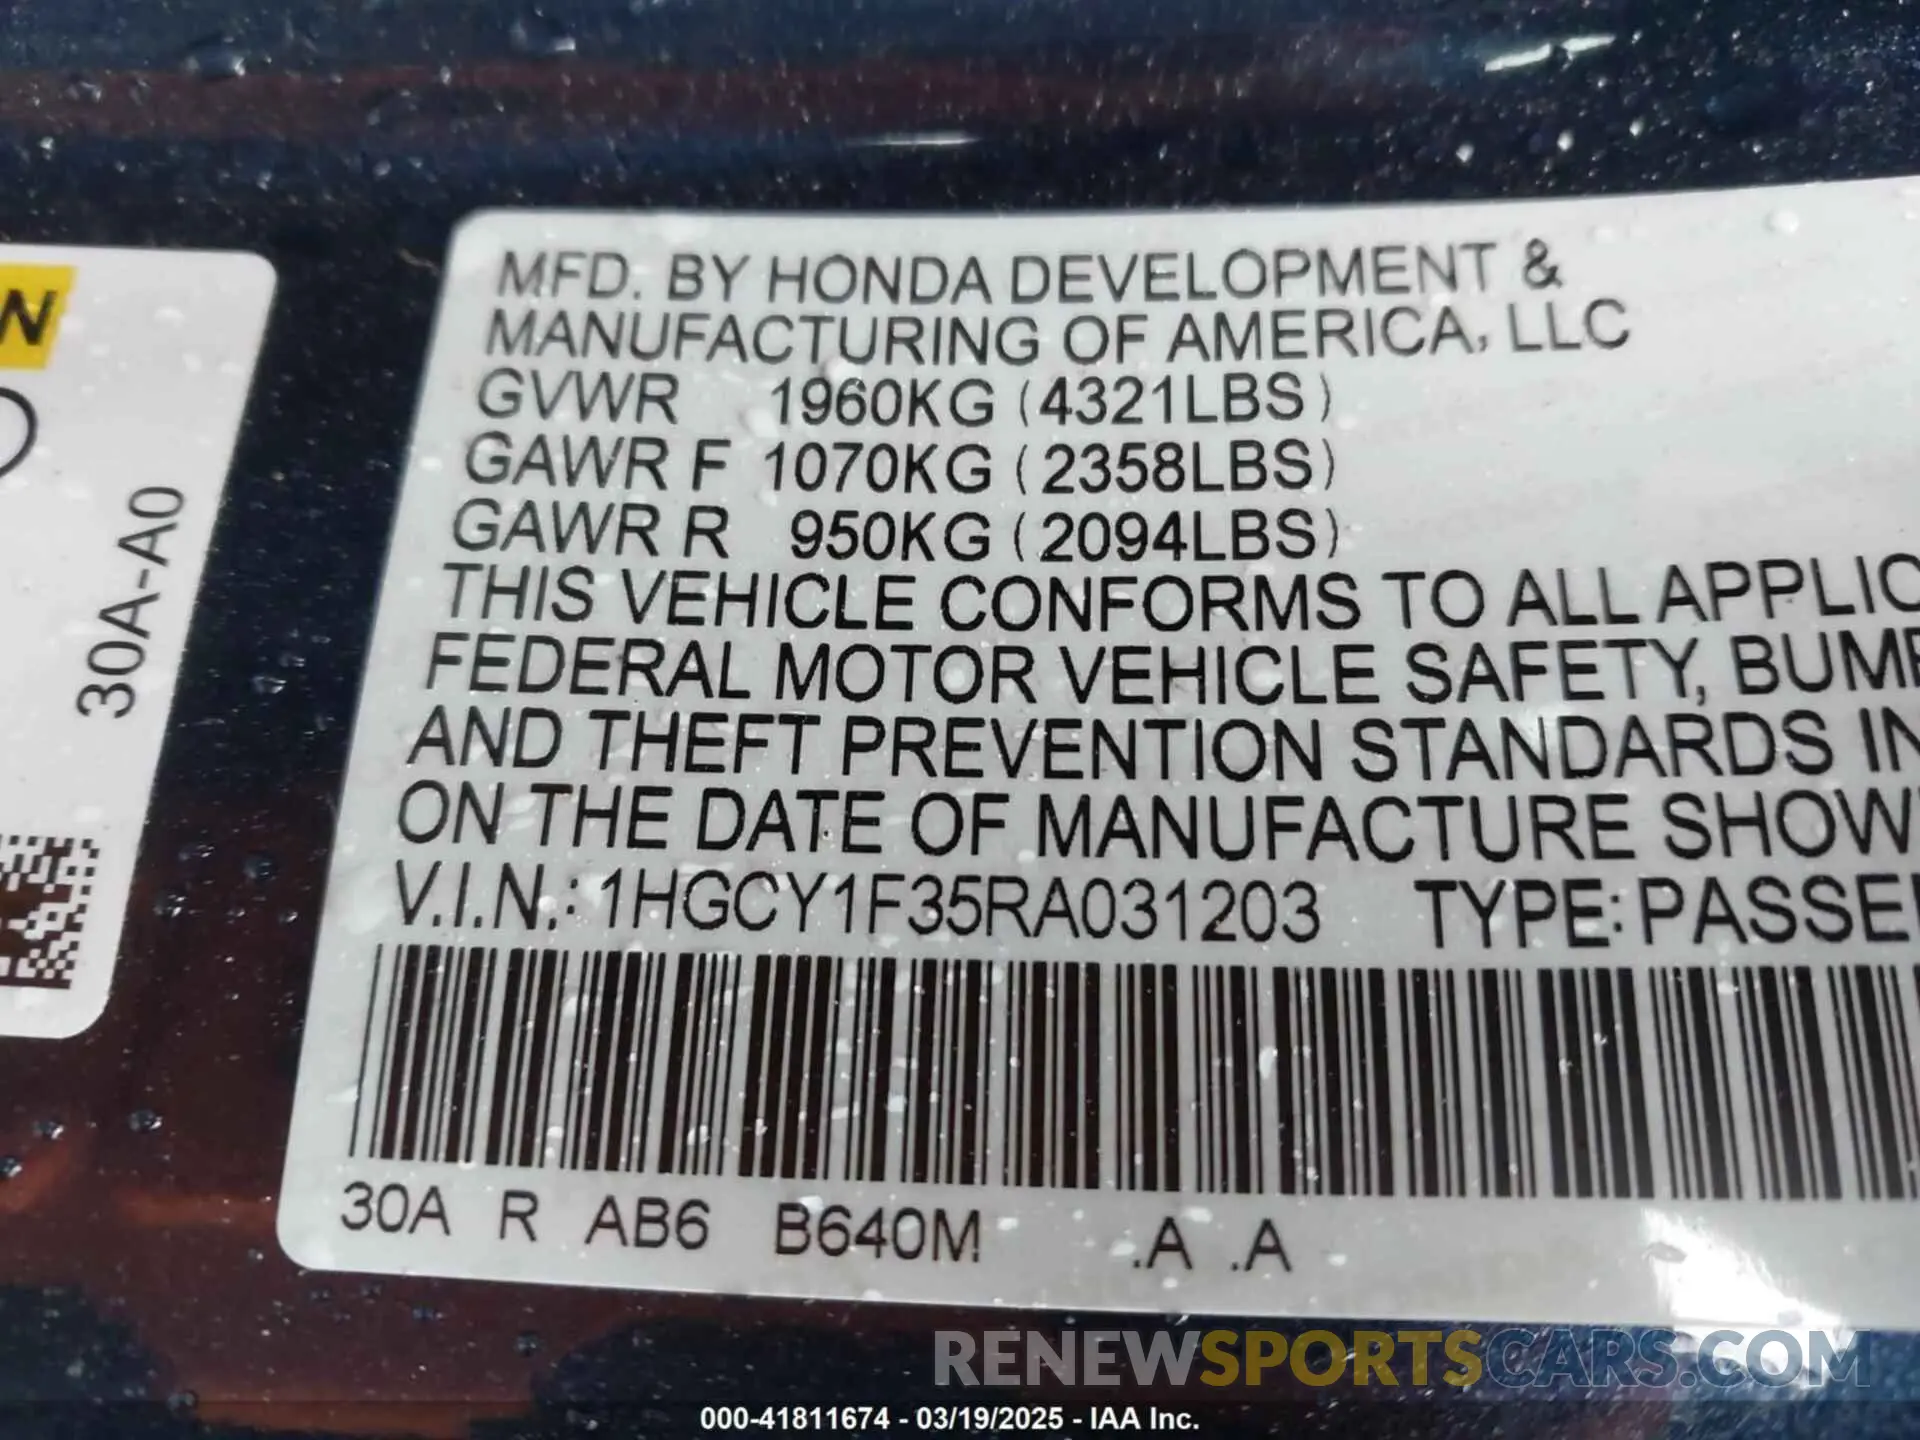 MFD. BY HONDA DEVELOPMENT &
MANUFACTURING OF AMERICA, LLC
GVWR 1960KG (4321LBS)
GAWR F 1070KG (2358LBS)
GAWR R 950KG (2094LBS)
THIS VEHICLE CONFORMS TO ALL APPLIC
FEDERAL MOTOR VEHICLE SAFETY, BUMP
AND THEFT PREVENTION STANDARDS IN
ON THE DATE OF MANUFACTURE SHOW
V.I.N.: 1HGCY1F35RA031203 TYPE: PASSE
30A R AB6 B640M .A .A
N
30A-A0
RENEWSPORTSCARS.COM
000-41811674 - 03/19/2025 - IAA Inc.